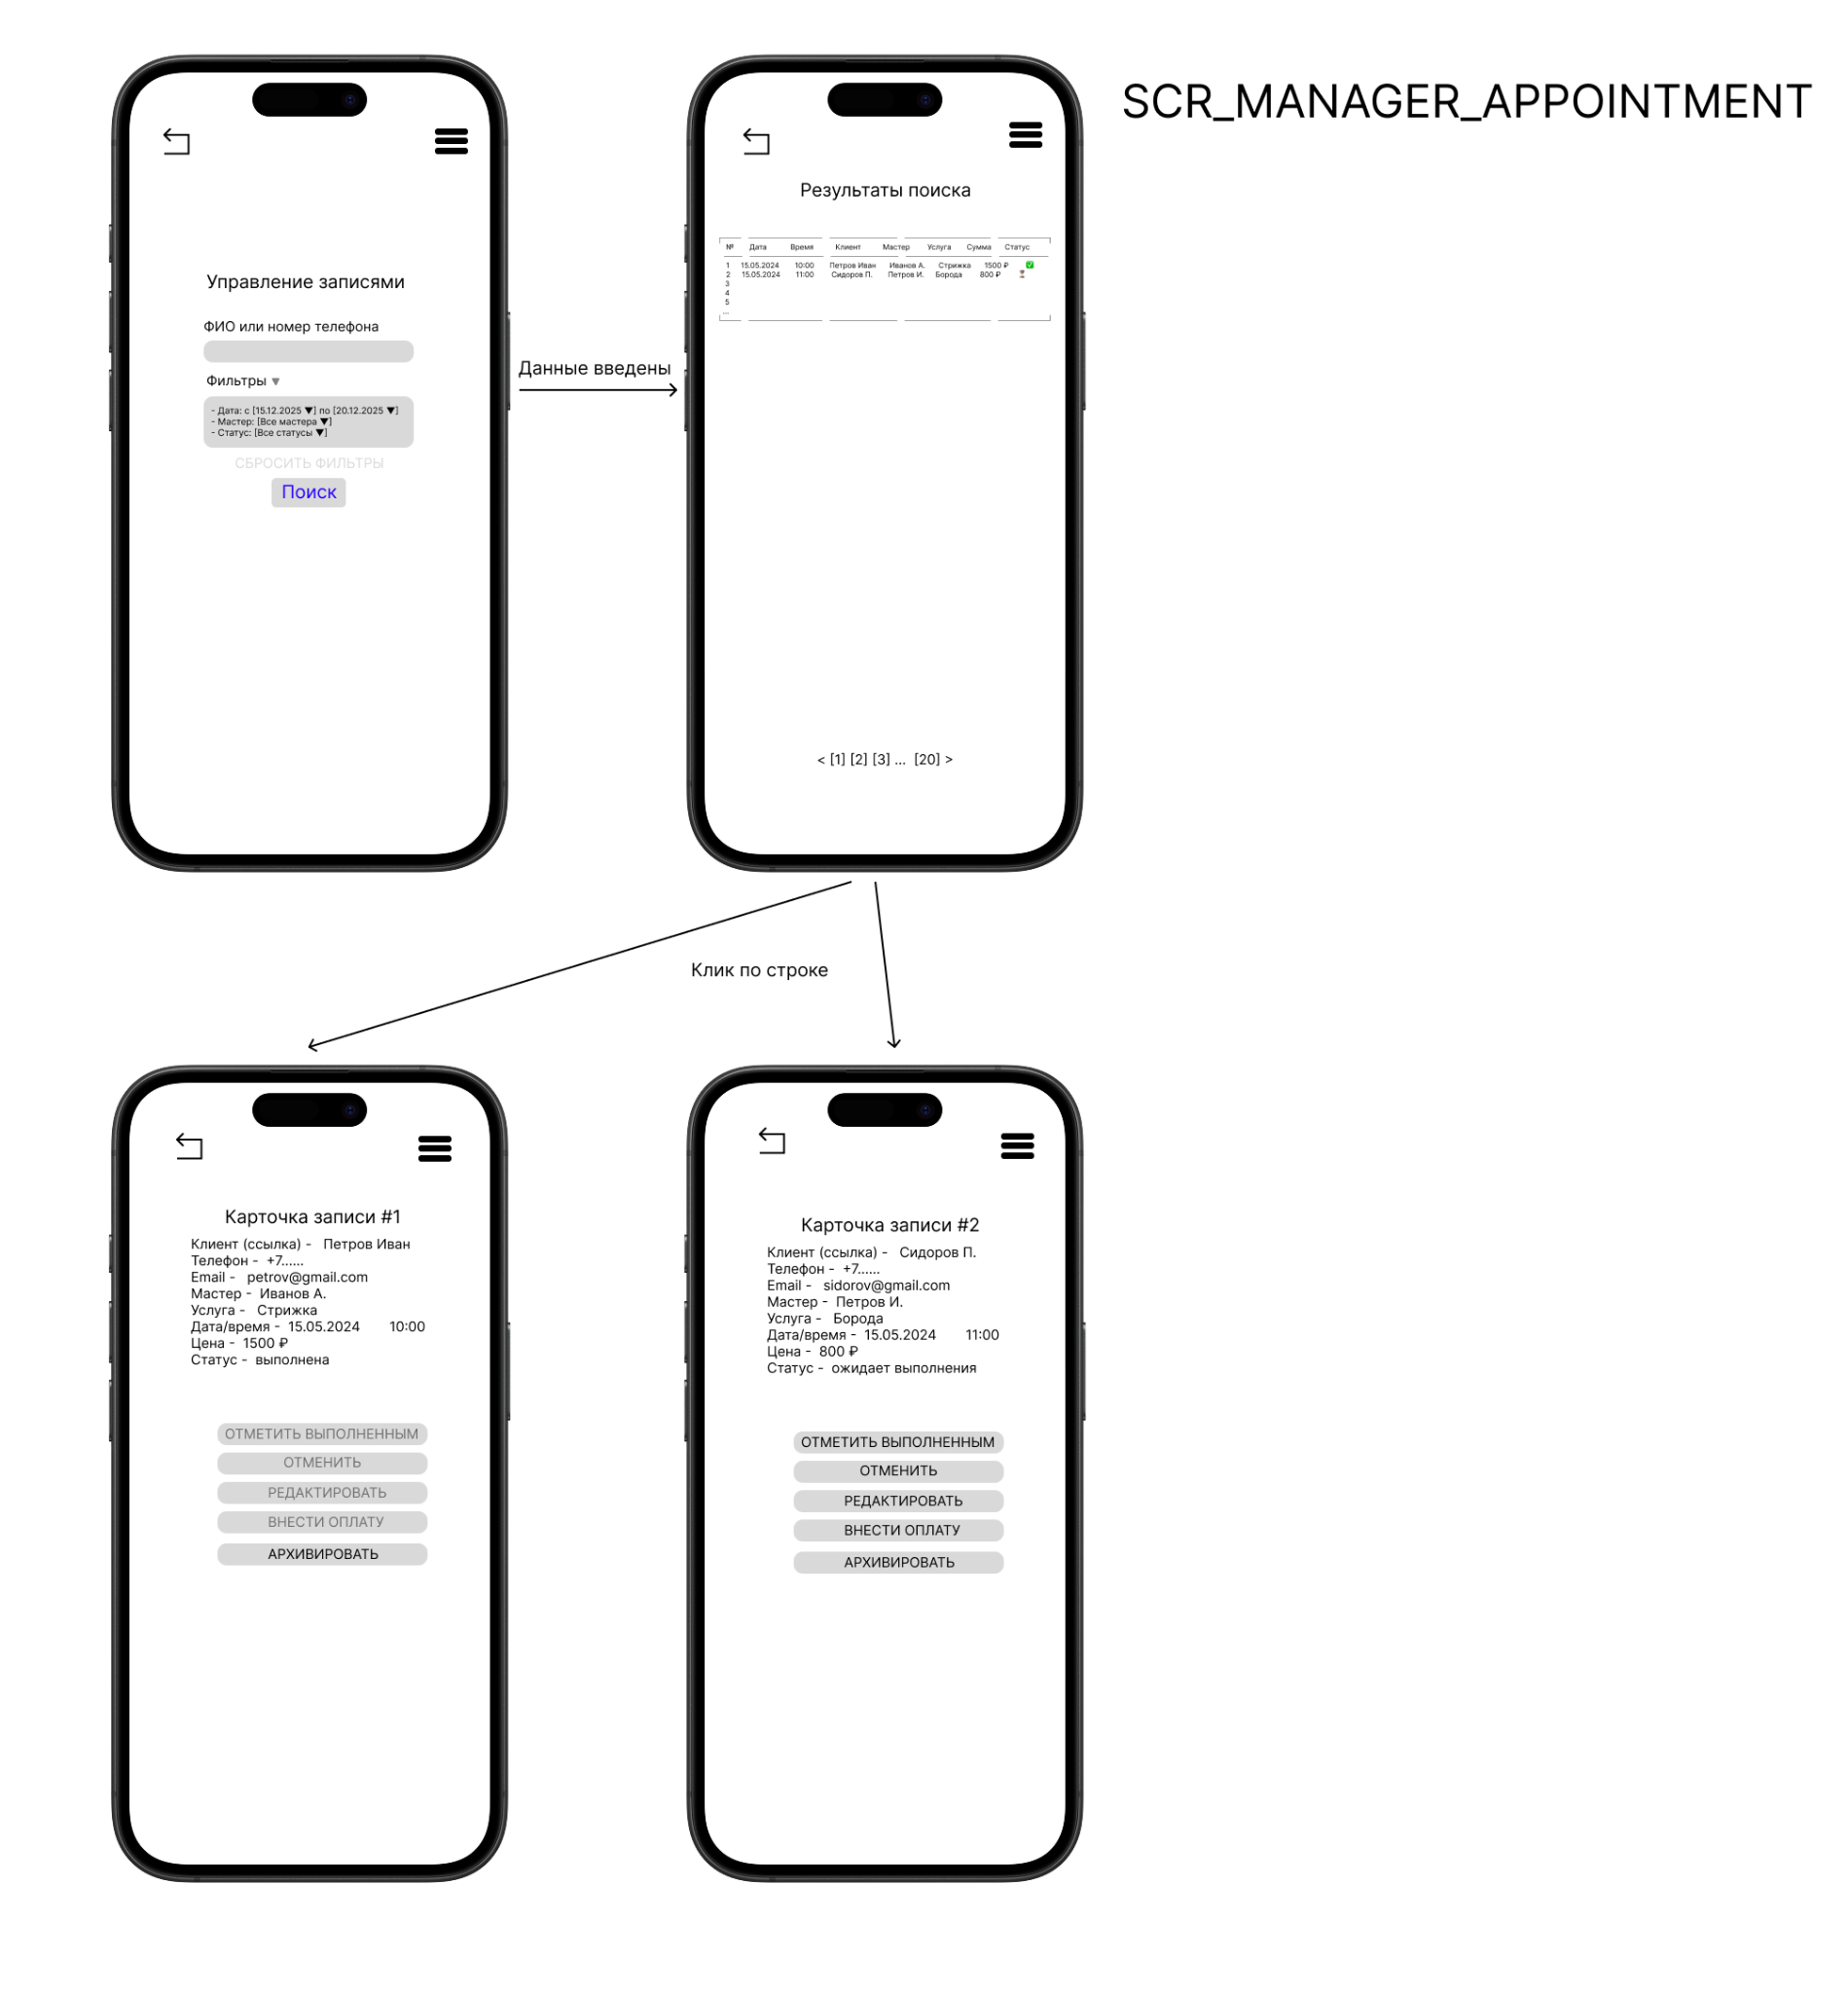 SCR_MANAGER_APPOINTMENT
Управление записями
ФИО или номер телефона
Фильтры ▼
- Дата: с [15.12.2025 ▼] по [20.12.2025 ▼]
- Мастер: [Все мастера ▼]
- Статус: [Все статусы ▼]
СБРОСИТЬ ФИЛЬТРЫ
Поиск
Данные введены
Результаты поиска
№ Дата Время Клиент Мастер Услуга Сумма Статус
1 15.05.2024 10:00 Петров Иван Иванов А. Стрижка 1500 ₽ ✅
2 15.05.2024 11:00 Сидоров П. Петров И. Борода 800 ₽ ⏳
3
4
5
...
< [1] [2] [3] ... [20] >
Клик по строке
Карточка записи #1
Клиент (ссылка) - Петров Иван
Телефон - +7......
Email - petrov@gmail.com
Мастер - Иванов А.
Услуга - Стрижка
Дата/время - 15.05.2024 10:00
Цена - 1500 ₽
Статус - выполнена
ОТМЕТИТЬ ВЫПОЛНЕННЫМ
ОТМЕНИТЬ
РЕДАКТИРОВАТЬ
ВНЕСТИ ОПЛАТУ
АРХИВИРОВАТЬ
Карточка записи #2
Клиент (ссылка) - Сидоров П.
Телефон - +7......
Email - sidorov@gmail.com
Мастер - Петров И.
Услуга - Борода
Дата/время - 15.05.2024 11:00
Цена - 800 ₽
Статус - ожидает выполнения
ОТМЕТИТЬ ВЫПОЛНЕННЫМ
ОТМЕНИТЬ
РЕДАКТИРОВАТЬ
ВНЕСТИ ОПЛАТУ
АРХИВИРОВАТЬ